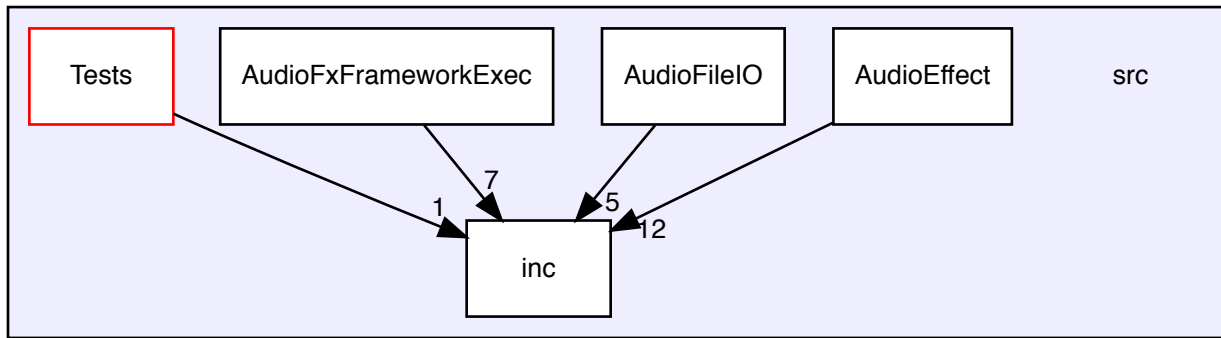 Tests
AudioFxFrameworkExec
AudioFileIO
AudioEffect
src
1
7
5
12
inc